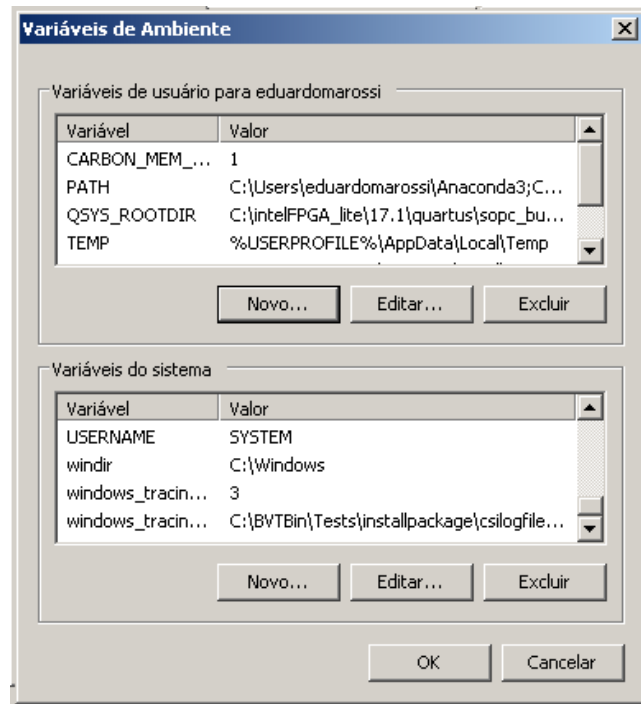 Variáveis de Ambiente
Variáveis de usuário para eduardomarossi
Variável Valor
CARBON_MEM_... 1
PATH C:\Users\eduardomarossi\Anaconda3;C...
QSYS_ROOTDIR C:\intelFPGA_lite\17.1\quartus\sopc_bu...
TEMP %USERPROFILE%\AppData\Local\Temp
Novo... Editar... Excluir
Variáveis do sistema
Variável Valor
USERNAME SYSTEM
windir C:\Windows
windows_tracin... 3
windows_tracin... C:\BVTBin\Tests\installpackage\csilogfile...
Novo... Editar... Excluir
OK Cancelar